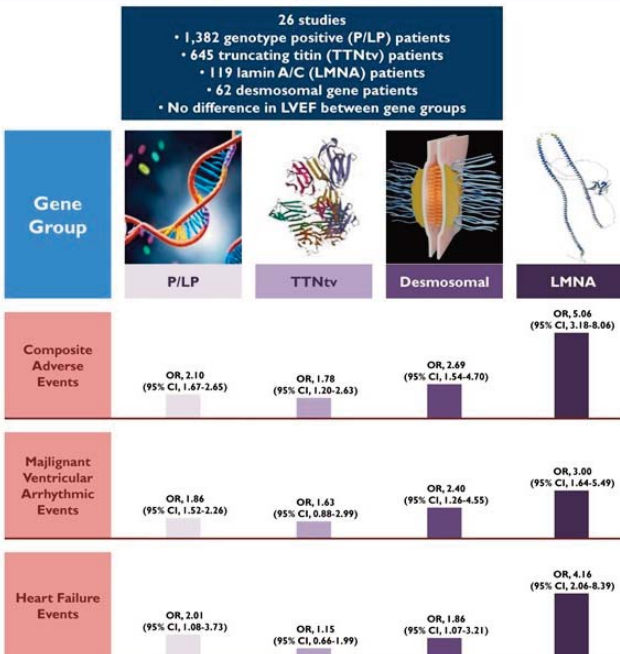 26 studies
• 1,382 genotype positive (P/LP) patients
• 645 truncating titin (TTNtv) patients
• 119 lamin A/C (LMNA) patients
• 62 desmosomal gene patients
• No difference in LVEF between gene groups
Gene
Group
P/LP
TTNtv
Desmosomal
LMNA
Composite
Adverse
Events
OR, 2.10
(95% CI, 1.67-2.65)
OR, 1.78
(95% CI, 1.20-2.63)
OR, 2.69
(95% CI, 1.54-4.70)
OR, 5.06
(95% CI, 3.18-8.06)
Majlignant
Ventricular
Arrhythmic
Events
OR, 1.86
(95% CI, 1.52-2.26)
OR, 1.63
(95% CI, 0.88-2.99)
OR, 2.40
(95% CI, 1.26-4.55)
OR, 3.00
(95% CI, 1.64-5.49)
Heart Failure
Events
OR, 2.01
(95% CI, 1.08-3.73)
OR, 1.15
(95% CI, 0.66-1.99)
OR, 1.86
(95% CI, 1.07-3.21)
OR, 4.16
(95% CI, 2.06-8.39)